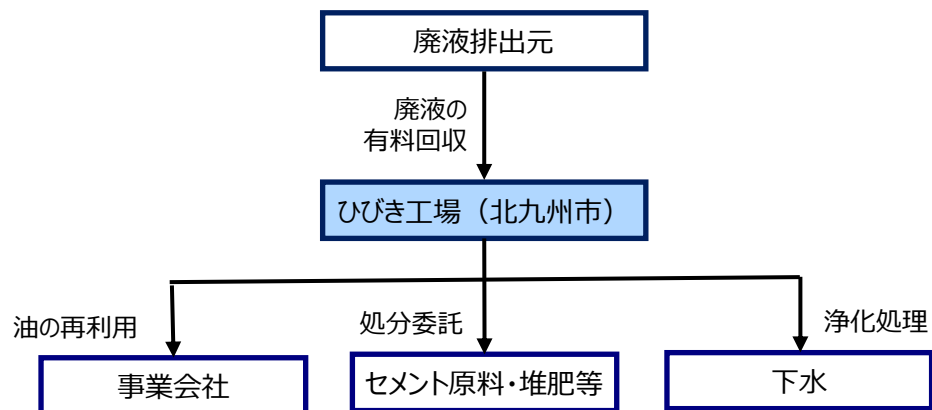 廃液排出元
廃液の
有料回収
ひびき工場（北九州市）
油の再利用
処分委託
浄化処理
事業会社
セメント原料・堆肥等
下水